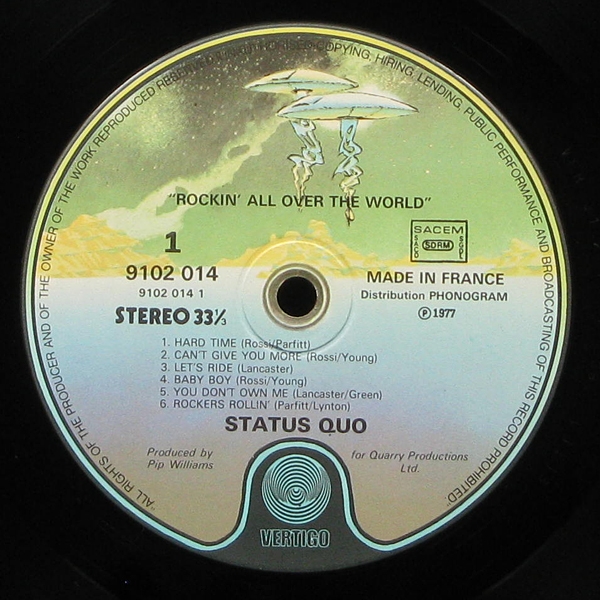 "ALL RIGHTS OF THE PRODUCER AND OF THE OWNER OF THE WORK REPRODUCED RESERVED COPYING, HIRING, LENDING, PUBLIC PERFORMANCE AND BROADCASTING OF THIS RECORD PROHIBITED"
"ROCKIN' ALL OVER THE WORLD"
1
9102 014
9102 014 1
STEREO 33⅓
SACEM
SACD SDRM SGDL
MADE IN FRANCE
Distribution PHONOGRAM
Ⓟ 1977
1. HARD TIME (Rossi/Parfitt)
2. CAN'T GIVE YOU MORE (Rossi/Young)
3. LET'S RIDE (Lancaster)
4. BABY BOY (Rossi/Young)
5. YOU DON'T OWN ME (Lancaster/Green)
6. ROCKERS ROLLIN' (Parfitt/Lynton)
STATUS QUO
Produced by
Pip Williams
for Quarry Productions
Ltd.
VERTIGO